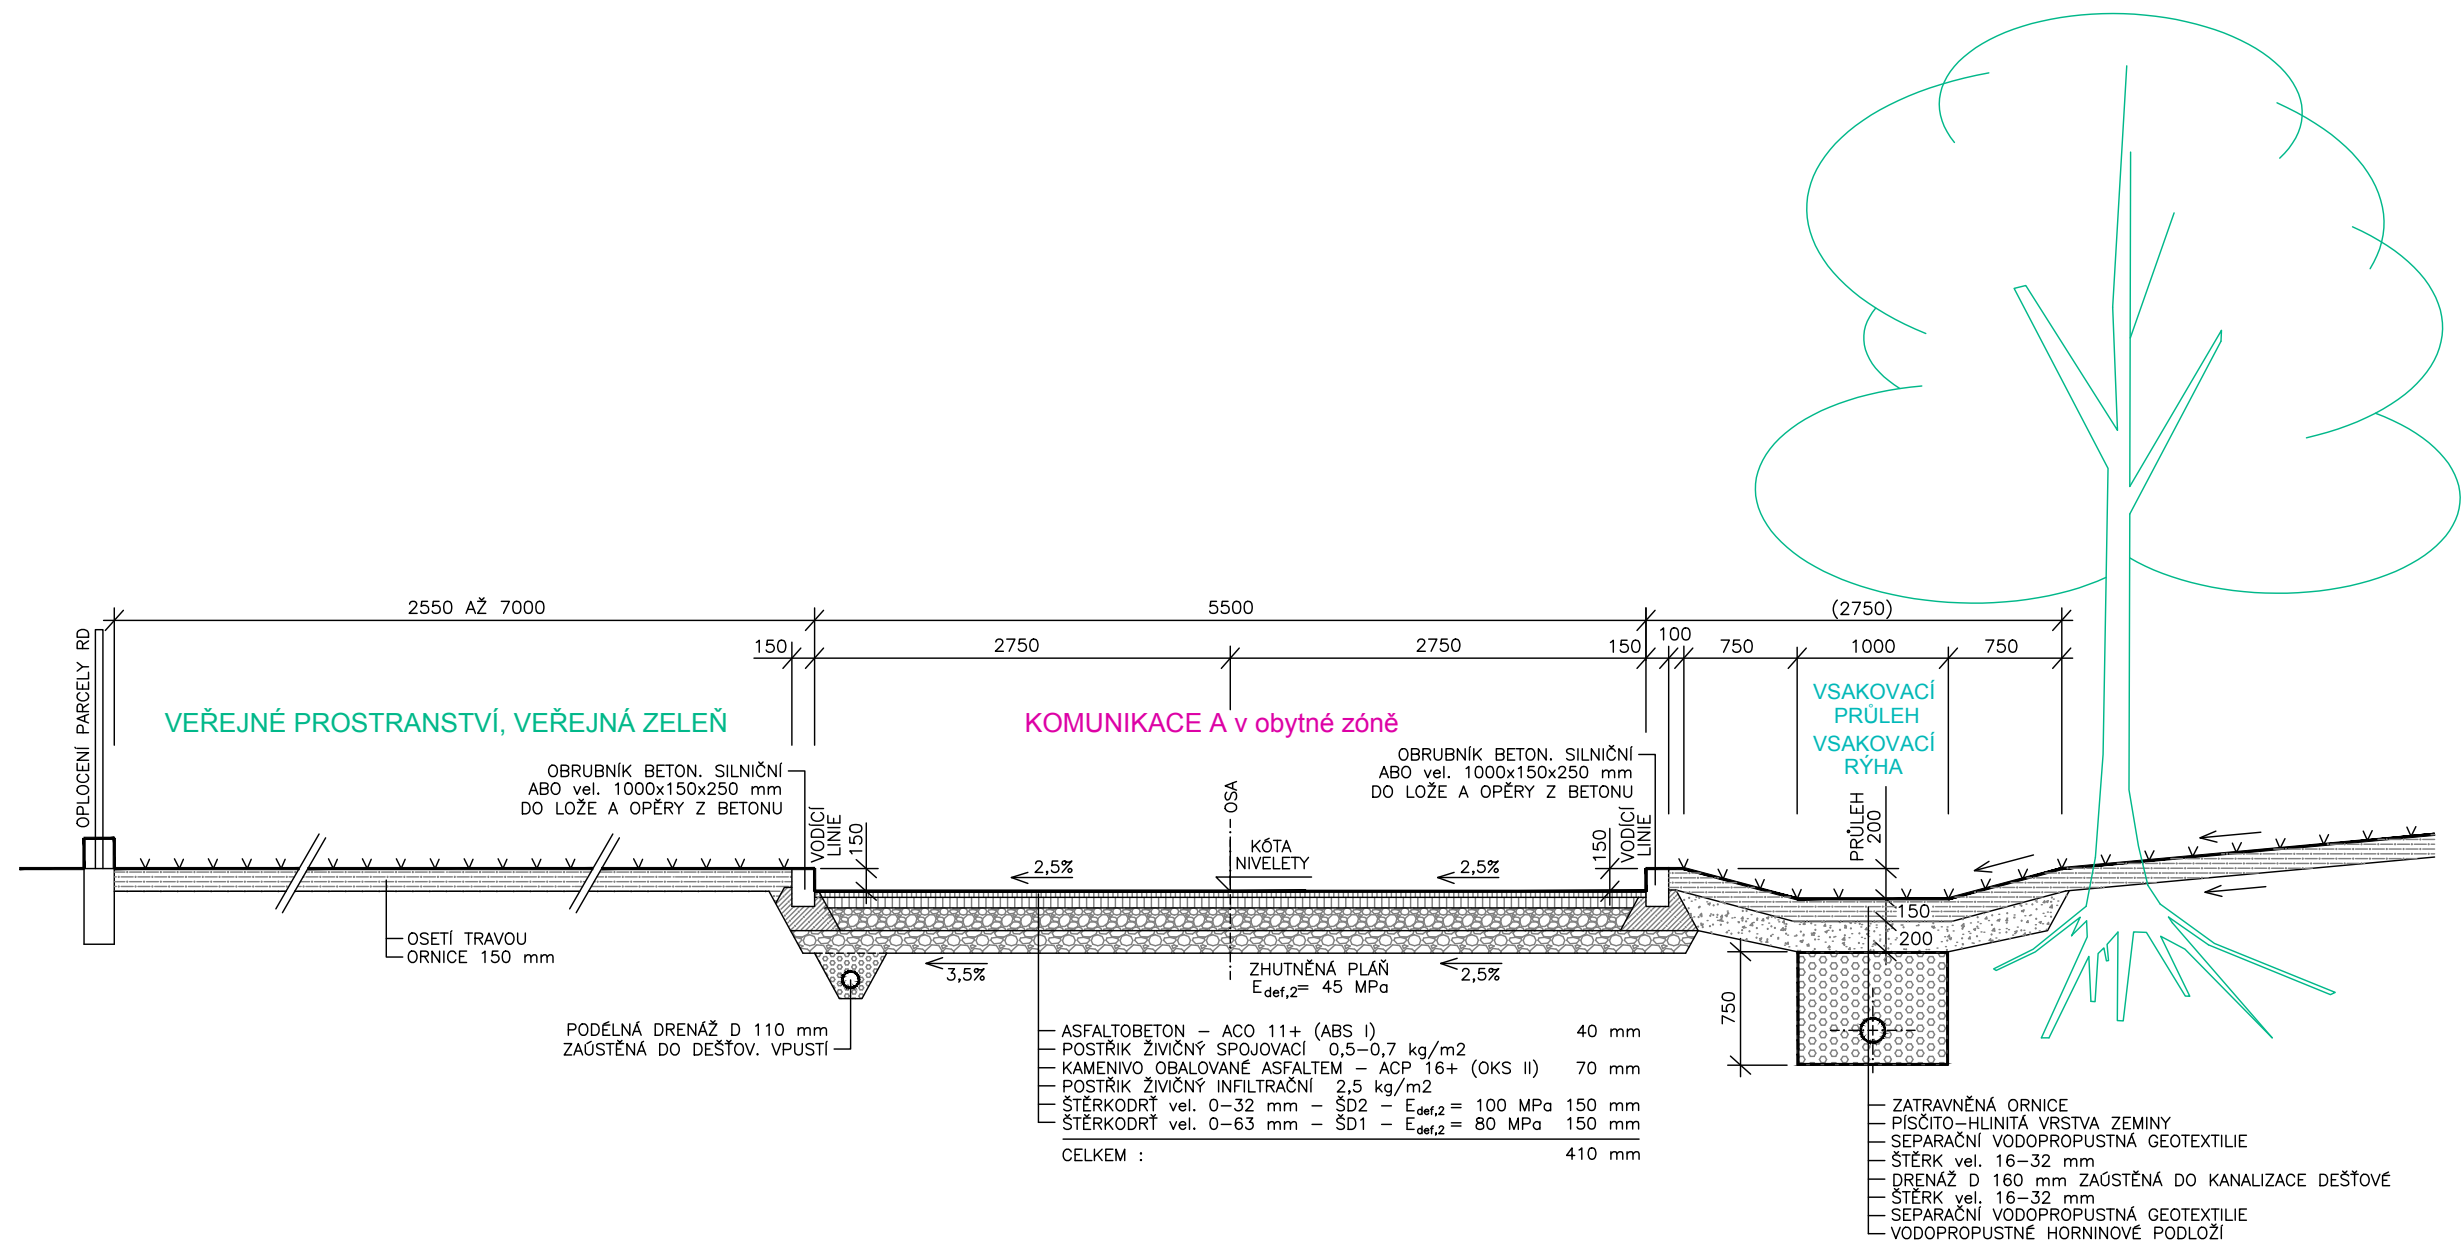 2550 AŽ 7000
5500
(2750)
150
2750
2750
150
100
750
1000
750
OPLOCENÍ PARCELY RD
VEŘEJNÉ PROSTRANSTVÍ, VEŘEJNÁ ZELEŇ
KOMUNIKACE A v obytné zóně
VSAKOVACÍ
PRŮLEH
VSAKOVACÍ
RÝHA
OBRUBNÍK BETON. SILNIČNÍ
ABO vel. 1000x150x250 mm
DO LOŽE A OPĚRY Z BETONU
VODÍCÍ
LINIE
150
OSA
KÓTA
NIVELETY
2,5%
2,5%
OBRUBNÍK BETON. SILNIČNÍ
ABO vel. 1000x150x250 mm
DO LOŽE A OPĚRY Z BETONU
150
VODÍCÍ
LINIE
PRŮLEH
200
150
200
750
OSETÍ TRAVOU
ORNICE 150 mm
3,5%
ZHUTNĚNÁ PLÁŇ
Edef,2= 45 MPa
2,5%
PODÉLNÁ DRENÁŽ D 110 mm
ZAÚSTĚNÁ DO DEŠŤOV. VPUSTÍ
ASFALTOBETON – ACO 11+ (ABS I) 40 mm
POSTŘIK ŽIVIČNÝ SPOJOVACÍ 0,5–0,7 kg/m2
KAMENIVO OBALOVANÉ ASFALTEM – ACP 16+ (OKS II) 70 mm
POSTŘIK ŽIVIČNÝ INFILTRAČNÍ 2,5 kg/m2
ŠTĚRKODRŤ vel. 0–32 mm – ŠD2 – Edef,2= 100 MPa 150 mm
ŠTĚRKODRŤ vel. 0–63 mm – ŠD1 – Edef,2= 80 MPa 150 mm
CELKEM : 410 mm
ZATRAVNĚNÁ ORNICE
PÍSČITO–HLINITÁ VRSTVA ZEMINY
SEPARAČNÍ VODOPROPUSTNÁ GEOTEXTILIE
ŠTĚRK vel. 16–32 mm
DRENÁŽ D 160 mm ZAÚSTĚNÁ DO KANALIZACE DEŠŤOVÉ
ŠTĚRK vel. 16–32 mm
SEPARAČNÍ VODOPROPUSTNÁ GEOTEXTILIE
VODOPROPUSTNÉ HORNINOVÉ PODLOŽÍ